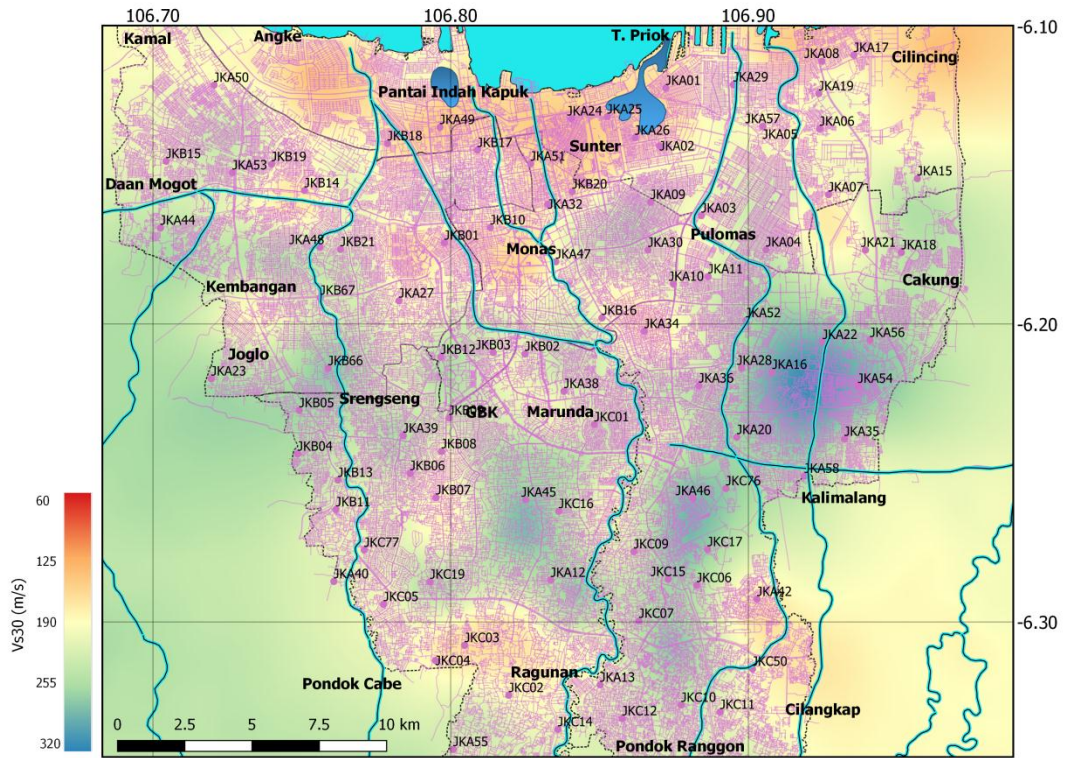 106.70
106.80
106.90
-6.10
Kamal
Angke
T. Priok
JKA08
JKA17
Cilincing
JKA50
JKA01
JKA29
JKA19
Pantai Indah Kapuk
JKA24
JKA25
JKA49
JKB18
JKA26
JKA57
JKA06
JKA05
Sunter
JKA02
JKB15
JKA53
JKB19
JKB17
JKA51
JKB14
JKB20
JKA15
Daan Mogot
JKA09
JKA07
JKA32
JKA03
JKA44
JKB10
JKB01
JKA48
JKB21
Monas
JKA47
JKA30
Pulomas
JKA04
JKA21
JKA18
JKA10
JKA11
Cakung
Kembangan
JKB67
JKA27
JKB16
JKA34
JKA52
-6.20
JKA22
JKA56
Joglo
JKB12
JKB03
JKB02
JKB66
JKA23
JKA28
JKA16
JKA36
JKA54
JKA38
Srengseng
JKB05
GBK
Marunda
JKC01
JKA39
JKA20
JKA35
JKB04
JKB08
JKB13
JKB06
JKA58
JKB07
JKA45
JKC16
JKA46
JKC76
Kalimalang
JKB11
60
JKC77
JKC09
JKC17
125
JKA40
JKC19
JKA12
JKC15
JKC06
JKC05
JKC07
JKA42
190
-6.30
JKC03
JKC04
Ragunan
JKC50
Vs30 (m/s)
255
Pondok Cabe
JKC02
JKA13
JKC10
JKC11
JKC12
Cilangkap
0 2.5 5 7.5 10 km
JKC14
320
JKA55
Pondok Ranggon